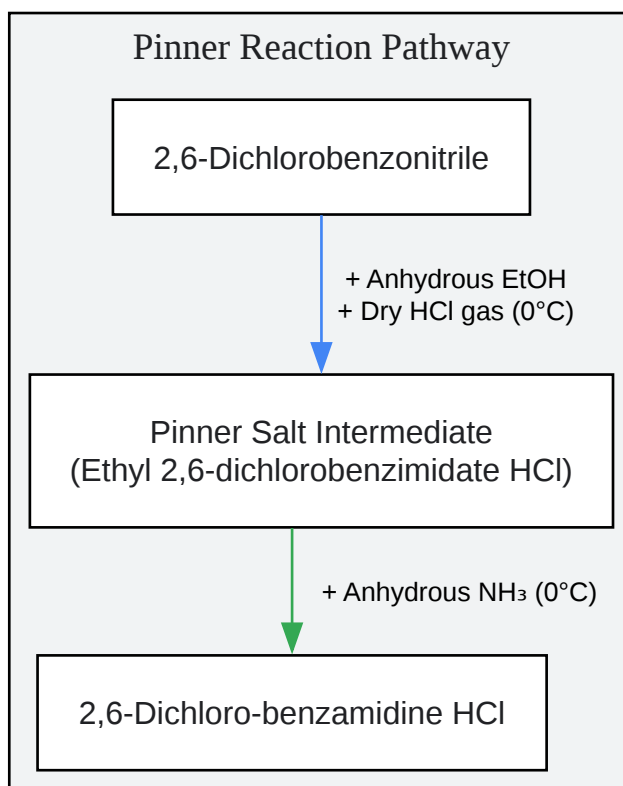 Pinner Reaction Pathway
2,6-Dichlorobenzonitrile
+ Anhydrous EtOH
+ Dry HCl gas (0°C)
Pinner Salt Intermediate
(Ethyl 2,6-dichlorobenzimidate HCl)
+ Anhydrous NH₃ (0°C)
2,6-Dichloro-benzamidine HCl